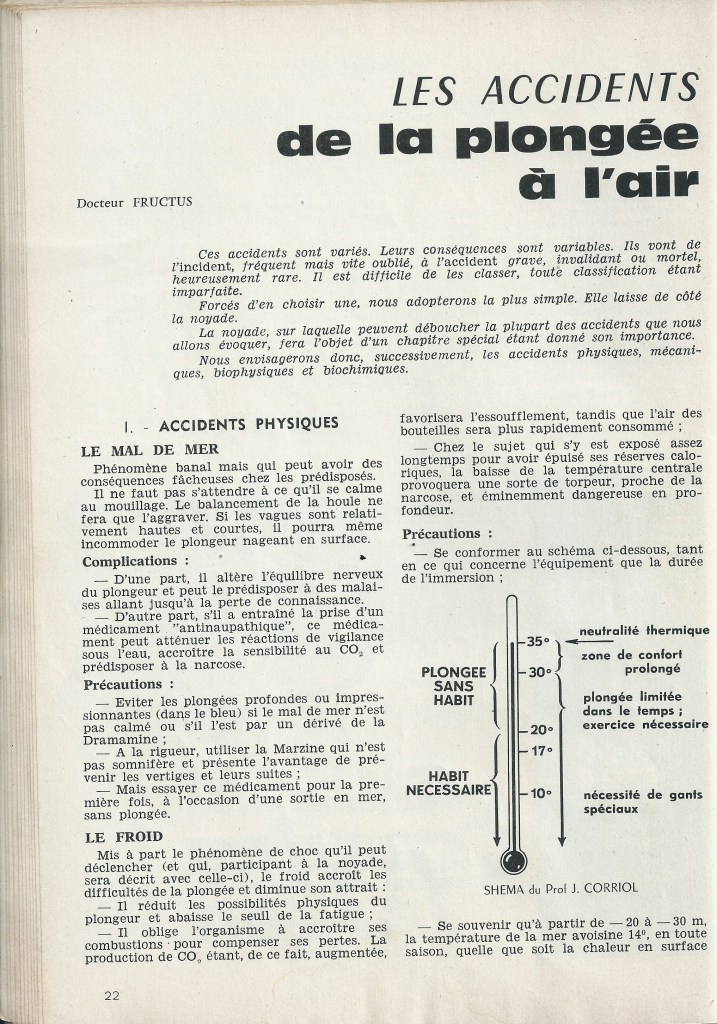 LES ACCIDENTS
de la plongée
à l'air
Docteur FRUCTUS
Ces accidents sont variés. Leurs conséquences sont variables. Ils vont de
l'incident, fréquent mais vite oublié, à l'accident grave, invalidant ou mortel,
heureusement rare. Il est difficile de les classer, toute classification étant
imparfaite.
Forcés d'en choisir une, nous adopterons la plus simple. Elle laisse de côté
la noyade.
La noyade, sur laquelle peuvent déboucher la plupart des accidents que nous
allons évoquer, fera l'objet d'un chapitre spécial étant donné son importance.
Nous envisagerons donc, successivement, les accidents physiques, mécani-
ques, biophysiques et biochimiques.
I. - ACCIDENTS PHYSIQUES
LE MAL DE MER
Phénomène banal mais qui peut avoir des
conséquences fâcheuses chez les prédisposés.
Il ne faut pas s'attendre à ce qu'il se calme
au mouillage. Le balancement de la houle ne
fera que l'aggraver. Si les vagues sont relati-
vement hautes et courtes, il pourra même
incommoder le plongeur nageant en surface.
Complications :
— D'une part, il altère l'équilibre nerveux
du plongeur et peut le prédisposer à des malai-
ses allant jusqu'à la perte de connaissance.
— D'autre part, s'il a entraîné la prise d'un
médicament "antinaupathique", ce médica-
ment peut atténuer les réactions de vigilance
sous l'eau, accroître la sensibilité au CO₂ et
prédisposer à la narcose.
Précautions :
— Eviter les plongées profondes ou impres-
sionnantes (dans le bleu) si le mal de mer n'est
pas calmé ou s'il l'est par un dérivé de la
Dramamine ;
— A la rigueur, utiliser la Marzine qui n'est
pas somnifère et présente l'avantage de pré-
venir les vertiges et leurs suites ;
— Mais essayer ce médicament pour la pre-
mière fois, à l'occasion d'une sortie en mer,
sans plongée.
LE FROID
Mis à part le phénomène de choc qu'il peut
déclencher (et qui, participant à la noyade,
sera décrit avec celle-ci), le froid accroît les
difficultés de la plongée et diminue son attrait :
— Il réduit les possibilités physiques du
plongeur et abaisse le seuil de la fatigue ;
— Il oblige l'organisme à accroître ses
combustions pour compenser ses pertes. La
production de CO₂ étant, de ce fait, augmentée,
favorisera l'essoufflement, tandis que l'air des
bouteilles sera plus rapidement consommé ;
— Chez le sujet qui s'y est exposé assez
longtemps pour avoir épuisé ses réserves calo-
riques, la baisse de la température centrale
provoquera une sorte de torpeur, proche de la
narcose, et éminemment dangereuse en pro-
fondeur.
Précautions :
— Se conformer au schéma ci-dessous, tant
en ce qui concerne l'équipement que la durée
de l'immersion ;
35° neutralité thermique
zone de confort
prolongé
30°
PLONGEE
SANS
HABIT
plongée limitée
dans le temps ;
exercice nécessaire
20°
17°
HABIT
NECESSAIRE
10°
nécessité de gants
spéciaux
SHEMA du Prof J. CORRIOL
— Se souvenir qu'à partir de — 20 à — 30 m,
la température de la mer avoisine 14°, en toute
saison, quelle que soit la chaleur en surface
22